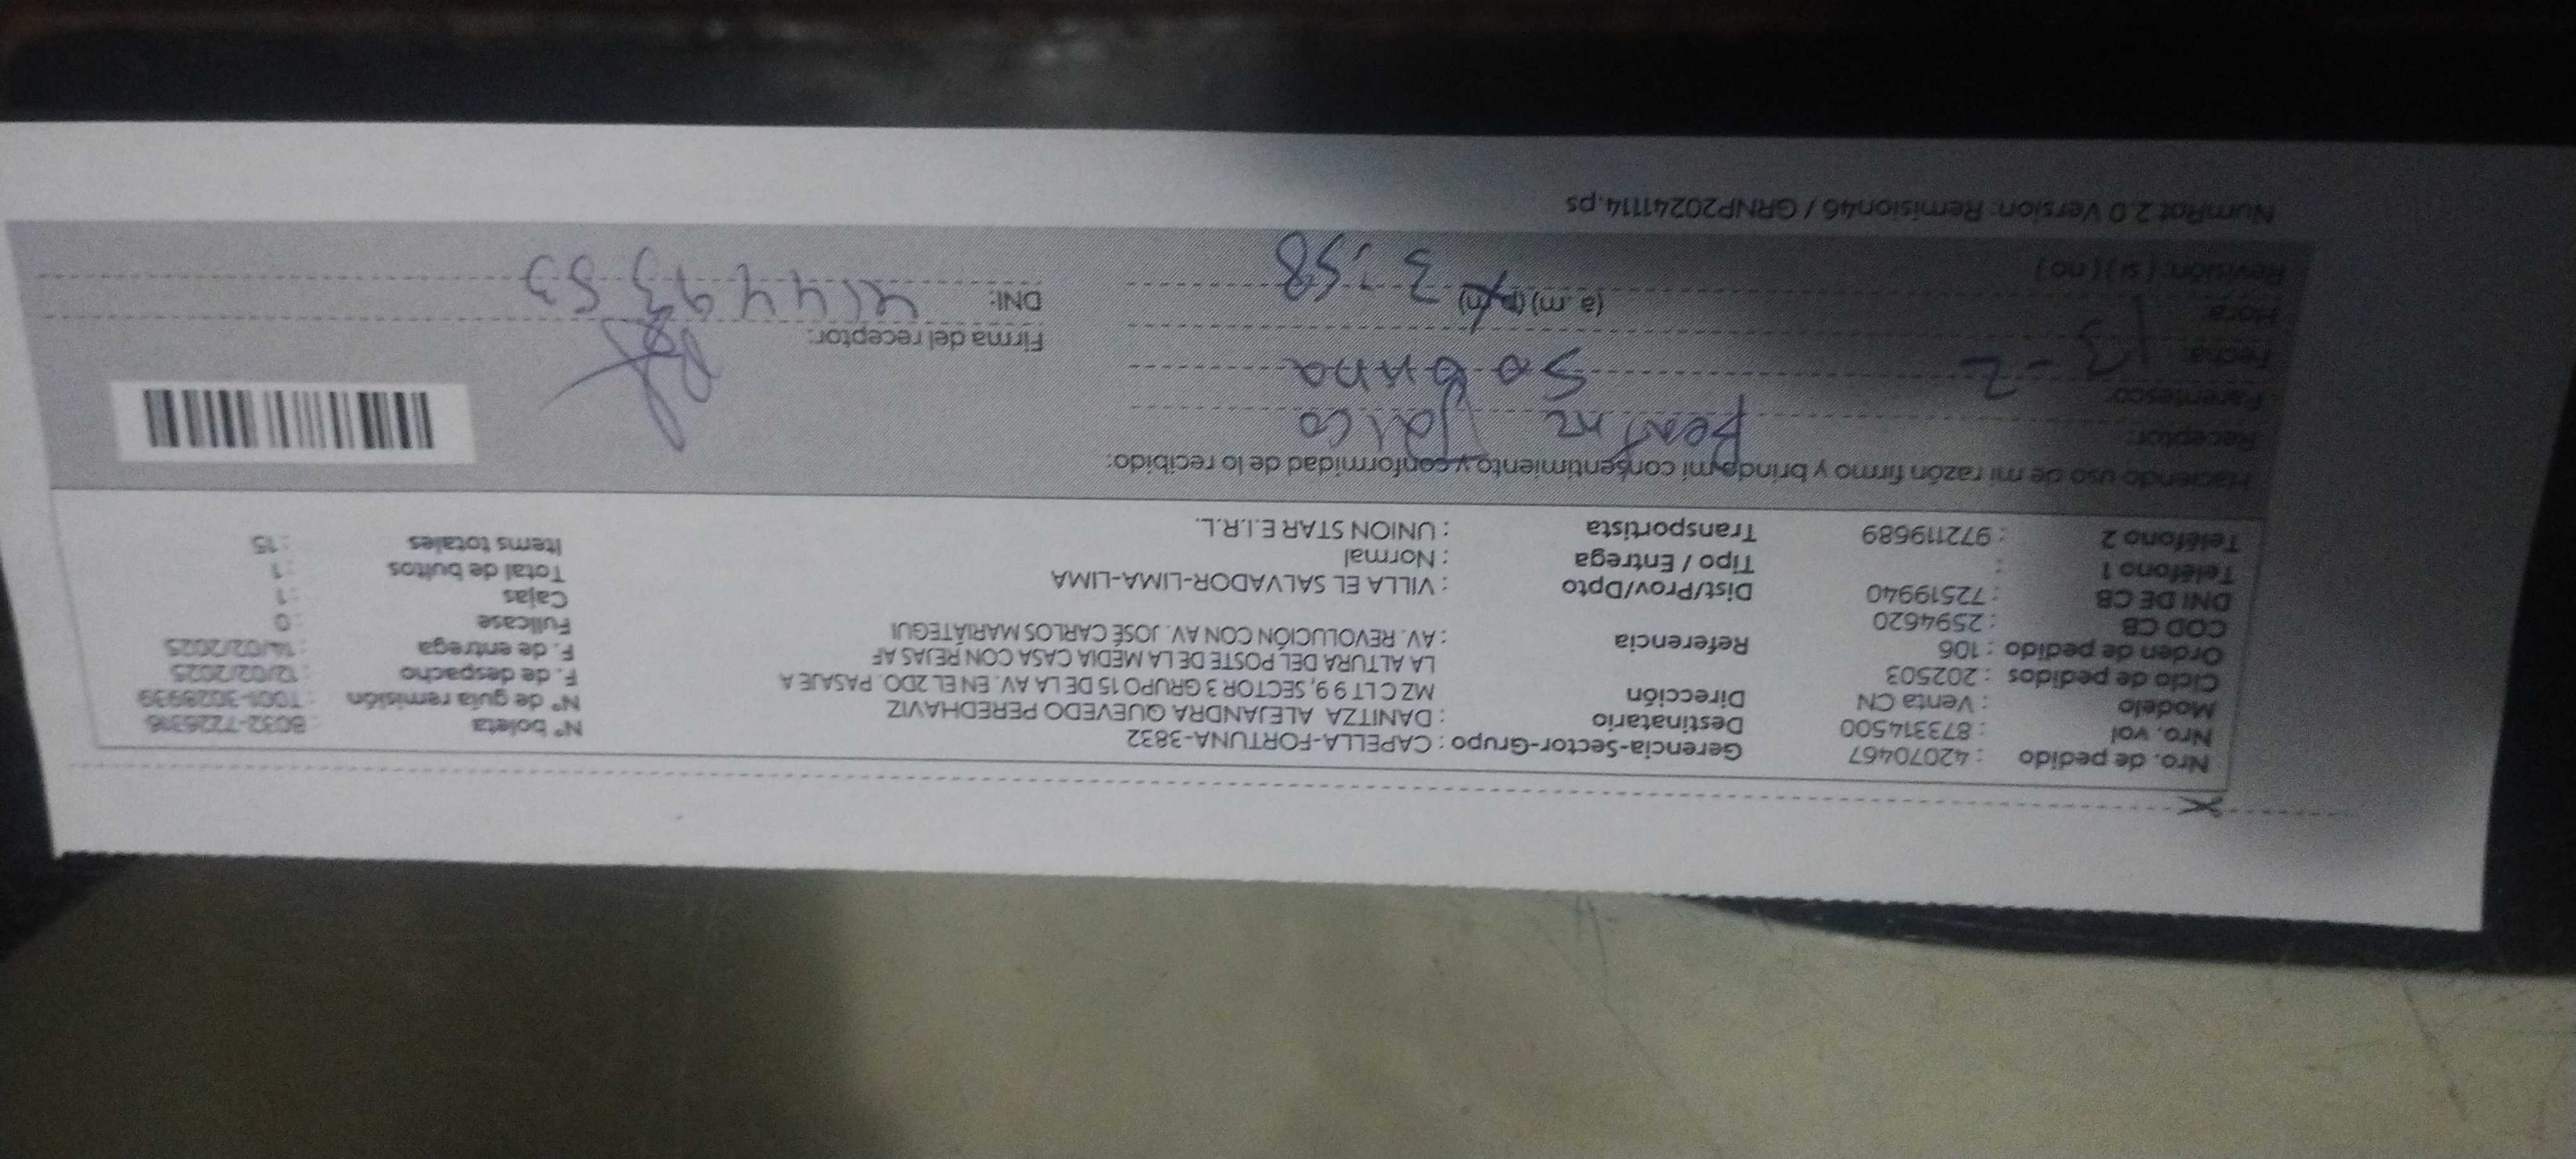 Nro. de pedido : 42070467 Gerencia-Sector-Grupo : CAPELLA-FORTUNA-3832 N° boleta : B032-7226316
Nro. vol : 873314500 Destinatario : DANITZA ALEJANDRA QUEVEDO PEREDHAVIZ N° de guía remisión : T001-3028939
Modelo : Venta CN Dirección MZ C LT 9 9, SECTOR 3 GRUPO 15 DE LA AV. EN EL 2DO. PASAJE A F. de despacho : 12/02/2025
Ciclo de pedidos : 202503 LA ALTURA DEL POSTE DE LA MEDIA CASA CON REJAS AF F. de entrega : 14/02/2025
Orden de pedido : 106 Referencia : AV. REVOLUCIÓN CON AV. JOSÉ CARLOS MARIÁTEGUI Fullcase : 0
COD CB : 2594620 Dist/Prov/Dpto : VILLA EL SALVADOR-LIMA-LIMA Cajas : 1
DNI DE CB : 72519940 Tipo / Entrega : Normal Total de bultos : 1
Teléfono 1 : Transportista : UNION STAR E.I.R.L. Items totales : 15
Teléfono 2 : 972119689
Haciendo uso de mi razón firmo y brindo mi consentimiento y conformidad de lo recibido:
Receptor:
Parentesco:
Fecha: 13-2
Hora: (a. m) (p. m) 3:58
Revisión: (si) (no)
Firma del receptor:
DNI:
NumRot 2.0 Version: Remision46 / GRNP20241114.ps